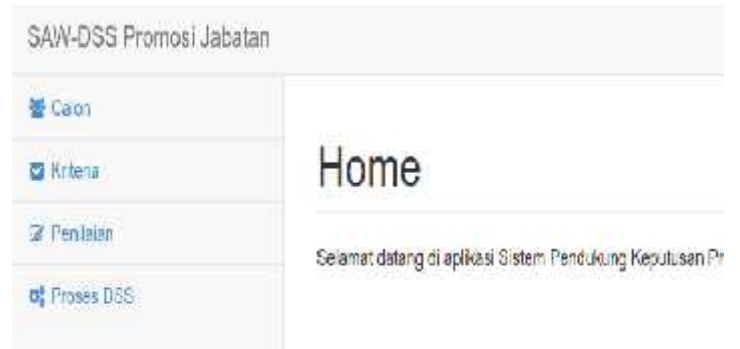 SAW-DSS Promosi Jabatan
Calon
Kriteria
Home
Penilaian
Selamat datang di aplikasi Sistem Pendukung Keputusan Pr
Proses DSS